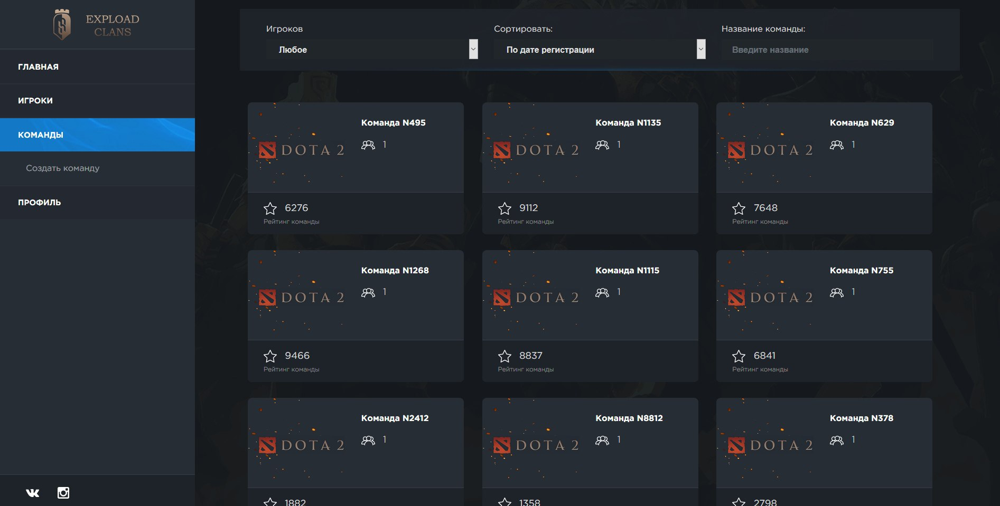 EXPLOAD
CLANS
ГЛАВНАЯ
ИГРОКИ
КОМАНДЫ
Создать команду
ПРОФИЛЬ
Игроков
Любое
Сортировать:
По дате регистрации
Название команды:
Введите название
DOTA 2
Команда N495
1
6276
Рейтинг команды
DOTA 2
Команда N1135
1
9112
Рейтинг команды
DOTA 2
Команда N629
1
7648
Рейтинг команды
DOTA 2
Команда N1268
1
9466
Рейтинг команды
DOTA 2
Команда N1115
1
8837
Рейтинг команды
DOTA 2
Команда N755
1
6841
Рейтинг команды
DOTA 2
Команда N2412
1
1882
DOTA 2
Команда N8812
1
1358
DOTA 2
Команда N378
1
2798